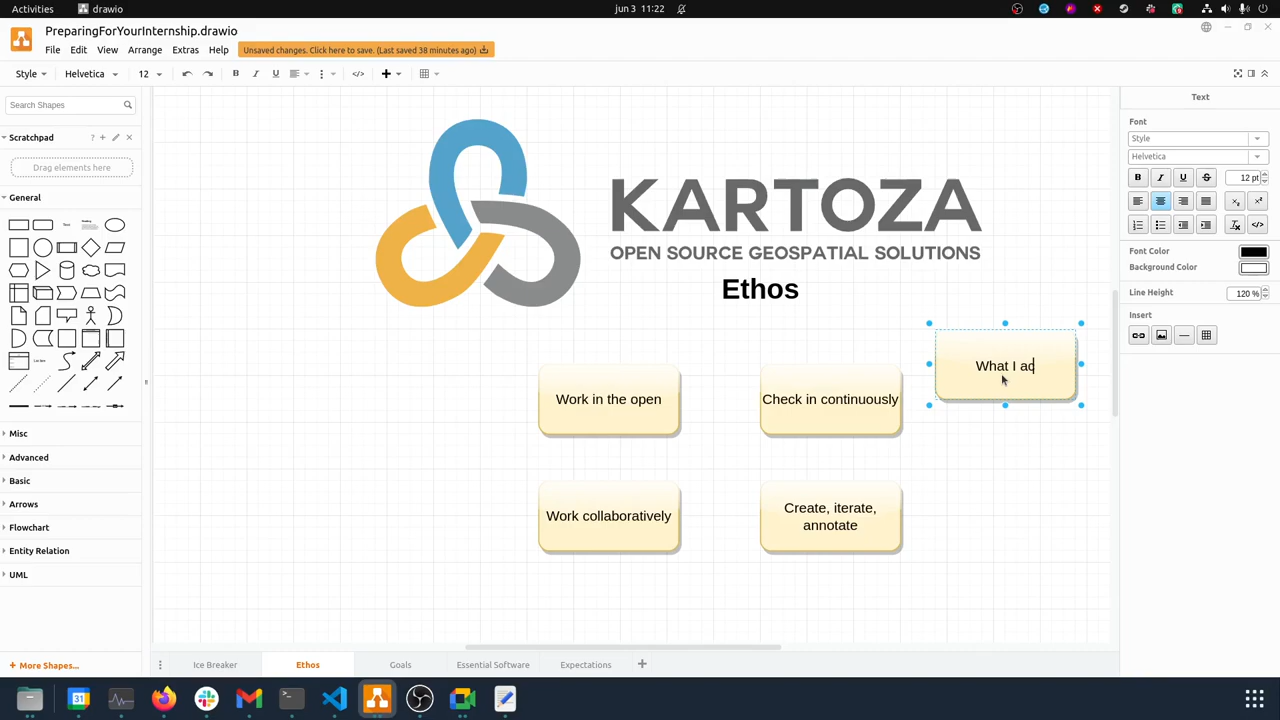 Activities
drawio
jun 3 11:22
PreparingForYourInternship.drawio
File Edit View Arrange Extras Help
Unsaved changes. Click here to save. (Last saved 38 minutes ago)
Style Helvetica 12
B I U
Search Shapes
Scratchpad
Drag elements here
General
Misc
Advanced
Basic
Arrows
Flowchart
Entity Relation
UML
+ More Shapes...
KARTOZA
OPEN SOURCE GEOSPATIAL SOLUTIONS
Ethos
What I ad
Work in the open
Check in continuously
Work collaboratively
Create, iterate,
annotate
Ice Breaker Ethos Goals Essential Software Expectations
Text
Font
Style
Helvetica
B I U S 12 pt
Font Color
Background Color
Line Height 120 %
Insert